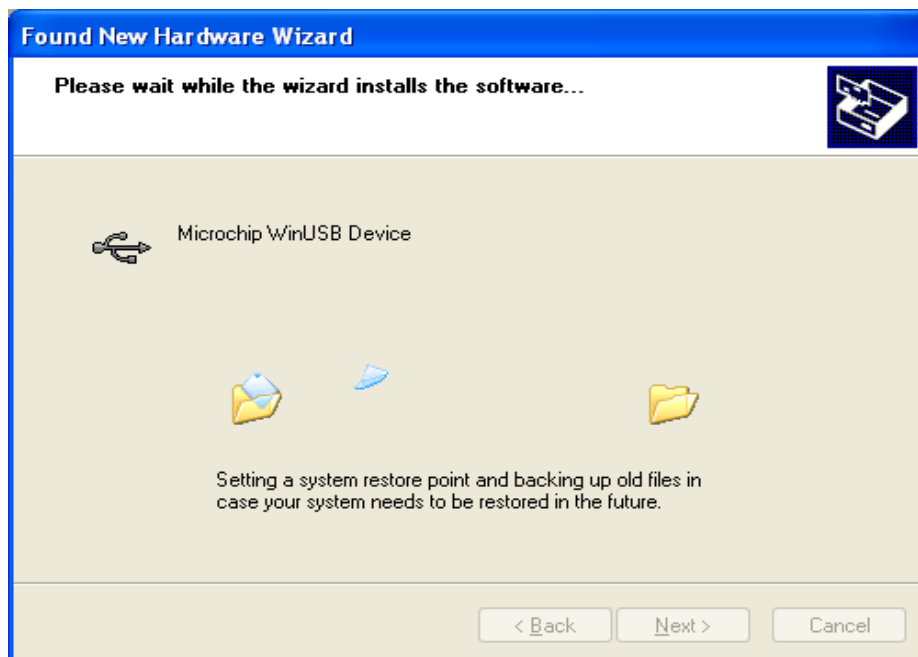 Found New Hardware Wizard
Please wait while the wizard installs the software...
Microchip WinUSB Device
Setting a system restore point and backing up old files in
case your system needs to be restored in the future.
< Back Next > Cancel